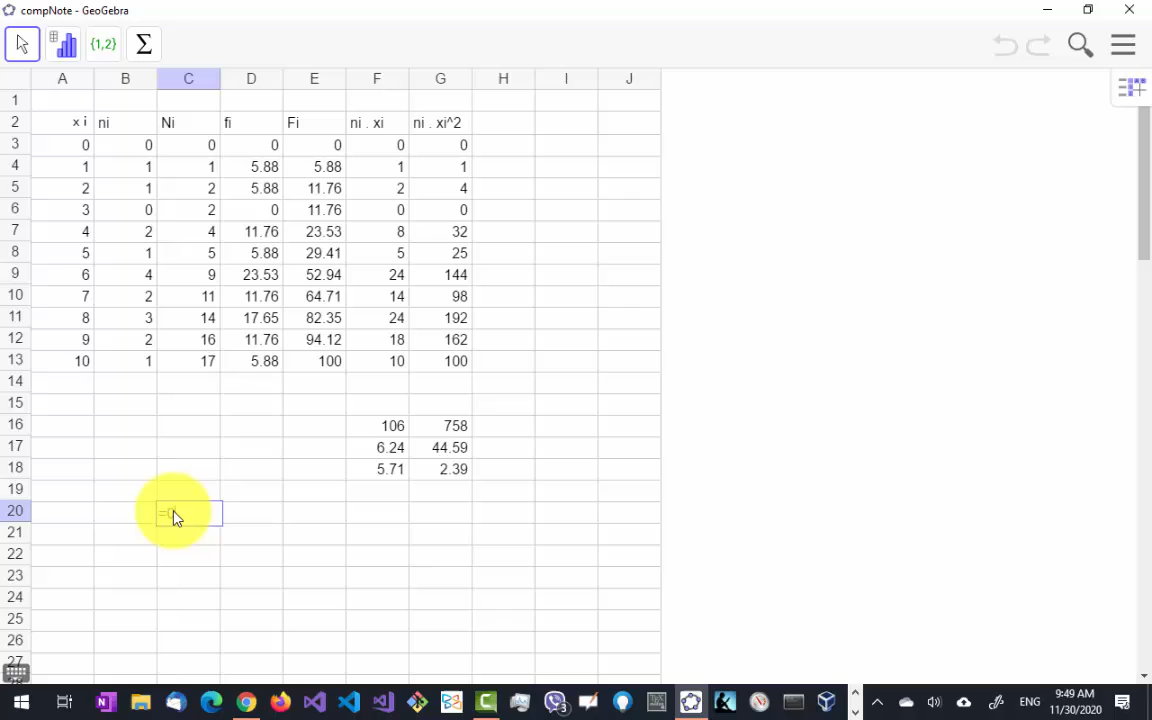 compNote - GeoGebra
{1,2} Σ
A B C D E F G H I J
1
2 x i ni Ni fi Fi ni . xi ni . xi^2
3 0 0 0 0 0 0 0
4 1 1 1 5.88 5.88 1 1
5 2 1 2 5.88 11.76 2 4
6 3 0 2 0 11.76 0 0
7 4 2 4 11.76 23.53 8 32
8 5 1 5 5.88 29.41 5 25
9 6 4 9 23.53 52.94 24 144
10 7 2 11 11.76 64.71 14 98
11 8 3 14 17.65 82.35 24 192
12 9 2 16 11.76 94.12 18 162
13 10 1 17 5.88 100 10 100
14
15
16 106 758
17 6.24 44.59
18 5.71 2.39
19
20
21
22
23
24
25
26
27
ENG 9:49 AM
11/30/2020